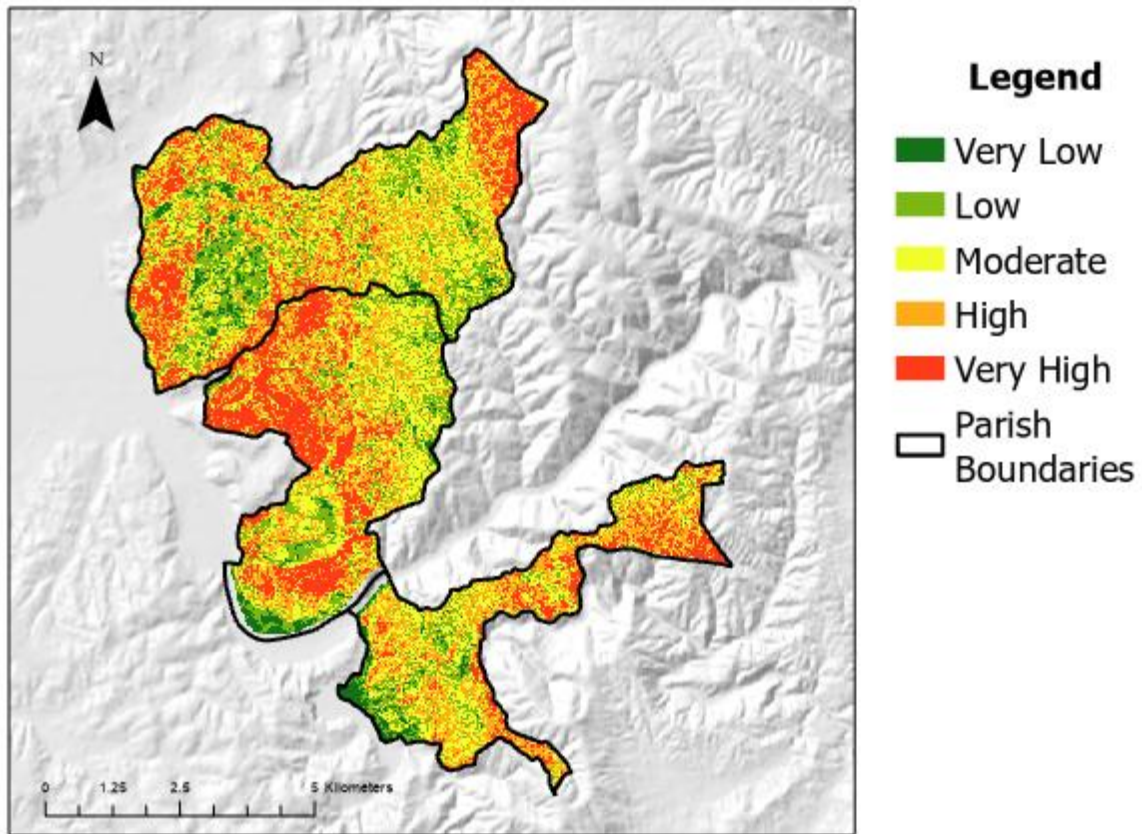 N
Legend
Very Low
Low
Moderate
High
Very High
Parish
Boundaries
0 1.25 2.5 5 Kilometers